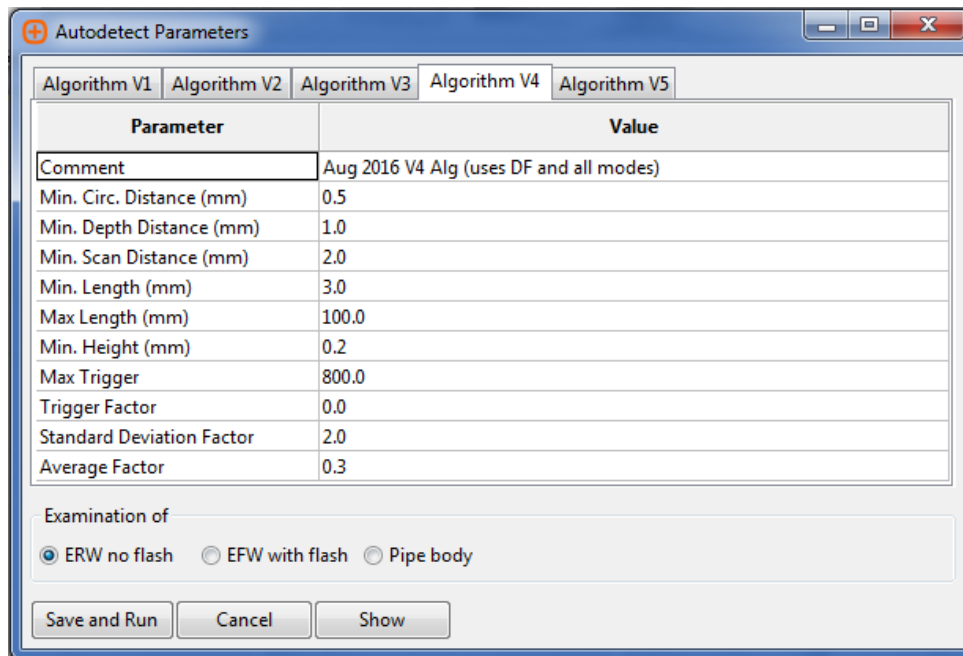 Autodetect Parameters
Algorithm V1 Algorithm V2 Algorithm V3 Algorithm V4 Algorithm V5
Parameter Value
Comment Aug 2016 V4 Alg (uses DF and all modes)
Min. Circ. Distance (mm) 0.5
Min. Depth Distance (mm) 1.0
Min. Scan Distance (mm) 2.0
Min. Length (mm) 3.0
Max Length (mm) 100.0
Min. Height (mm) 0.2
Max Trigger 800.0
Trigger Factor 0.0
Standard Deviation Factor 2.0
Average Factor 0.3
Examination of
ERW no flash EFW with flash Pipe body
Save and Run Cancel Show